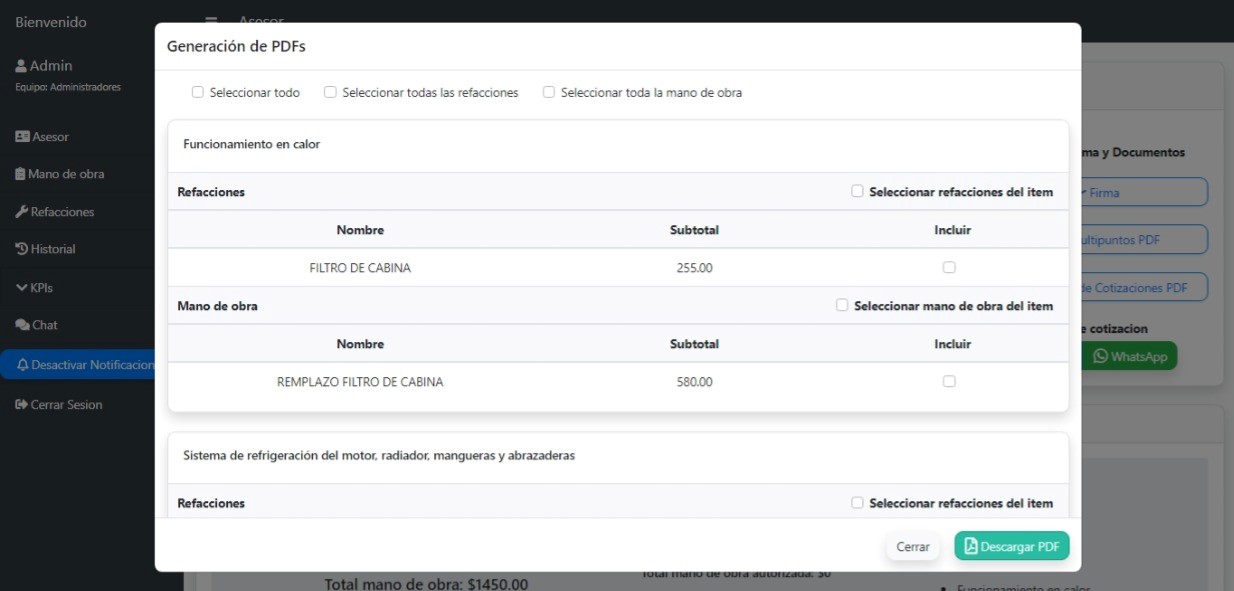 Bienvenido
Asesor
Generación de PDFs
Admin
Equipo: Administradores
Seleccionar todo
Seleccionar todas las refacciones
Seleccionar toda la mano de obra
Asesor
Funcionamiento en calor
ma y Documentos
Mano de obra
Refacciones
Seleccionar refacciones del item
Firma
Refacciones
Nombre
Subtotal
Incluir
ultipuntos PDF
Historial
FILTRO DE CABINA
255.00
KPIs
de Cotizaciones PDF
Mano de obra
Seleccionar mano de obra del item
Chat
e cotizacion
Nombre
Subtotal
Incluir
WhatsApp
Desactivar Notificacion
REMPLAZO FILTRO DE CABINA
580.00
Cerrar Sesion
Sistema de refrigeración del motor, radiador, mangueras y abrazaderas
Refacciones
Seleccionar refacciones del item
Cerrar
Descargar PDF
Total mano de obra: $1450.00
Total mano de obra autorizada: $0
Funcionamiento en calor